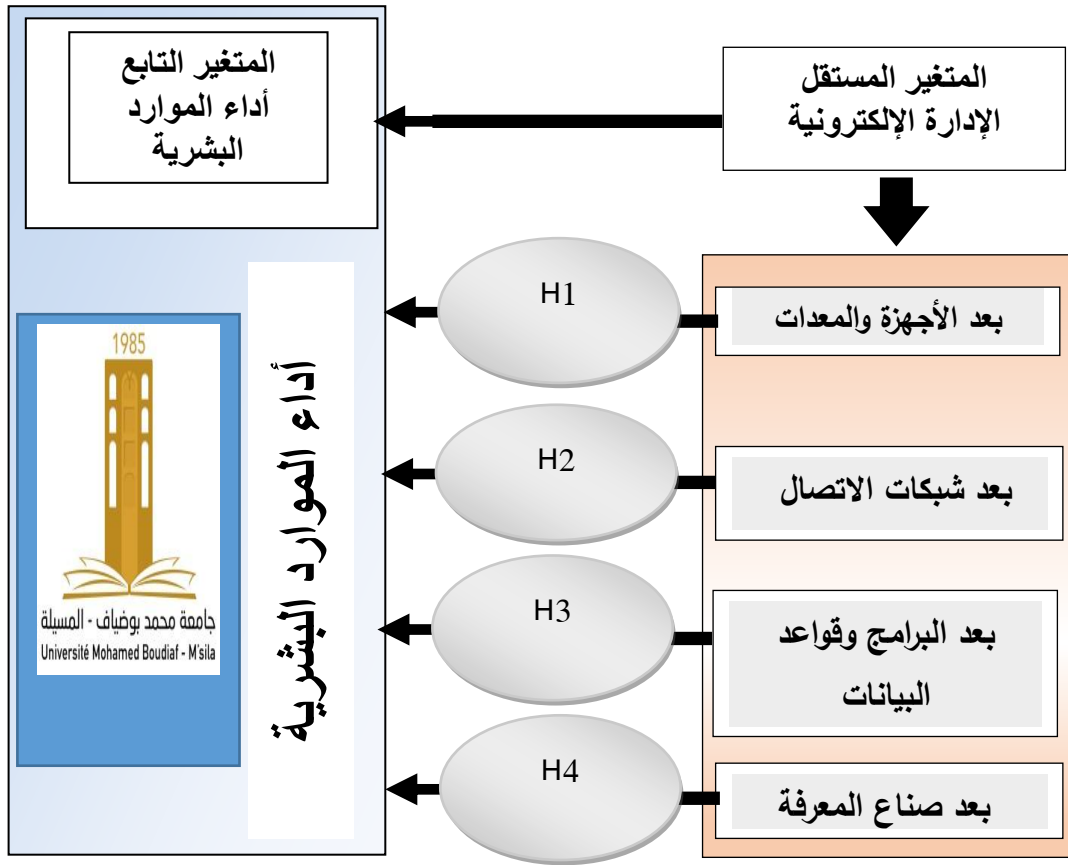 المتغير المستقل
الإدارة الإلكترونية
المتغير التابع
أداء الموارد
البشرية
بعد الأجهزة والمعدات
H1
بعد شبكات الاتصال
H2
بعد البرامج وقواعد
البيانات
H3
بعد صناع المعرفة
H4
أداء الموارد البشرية
1985
جامعة محمد بوضياف - المسيلة
Université Mohamed Boudiaf - M'sila